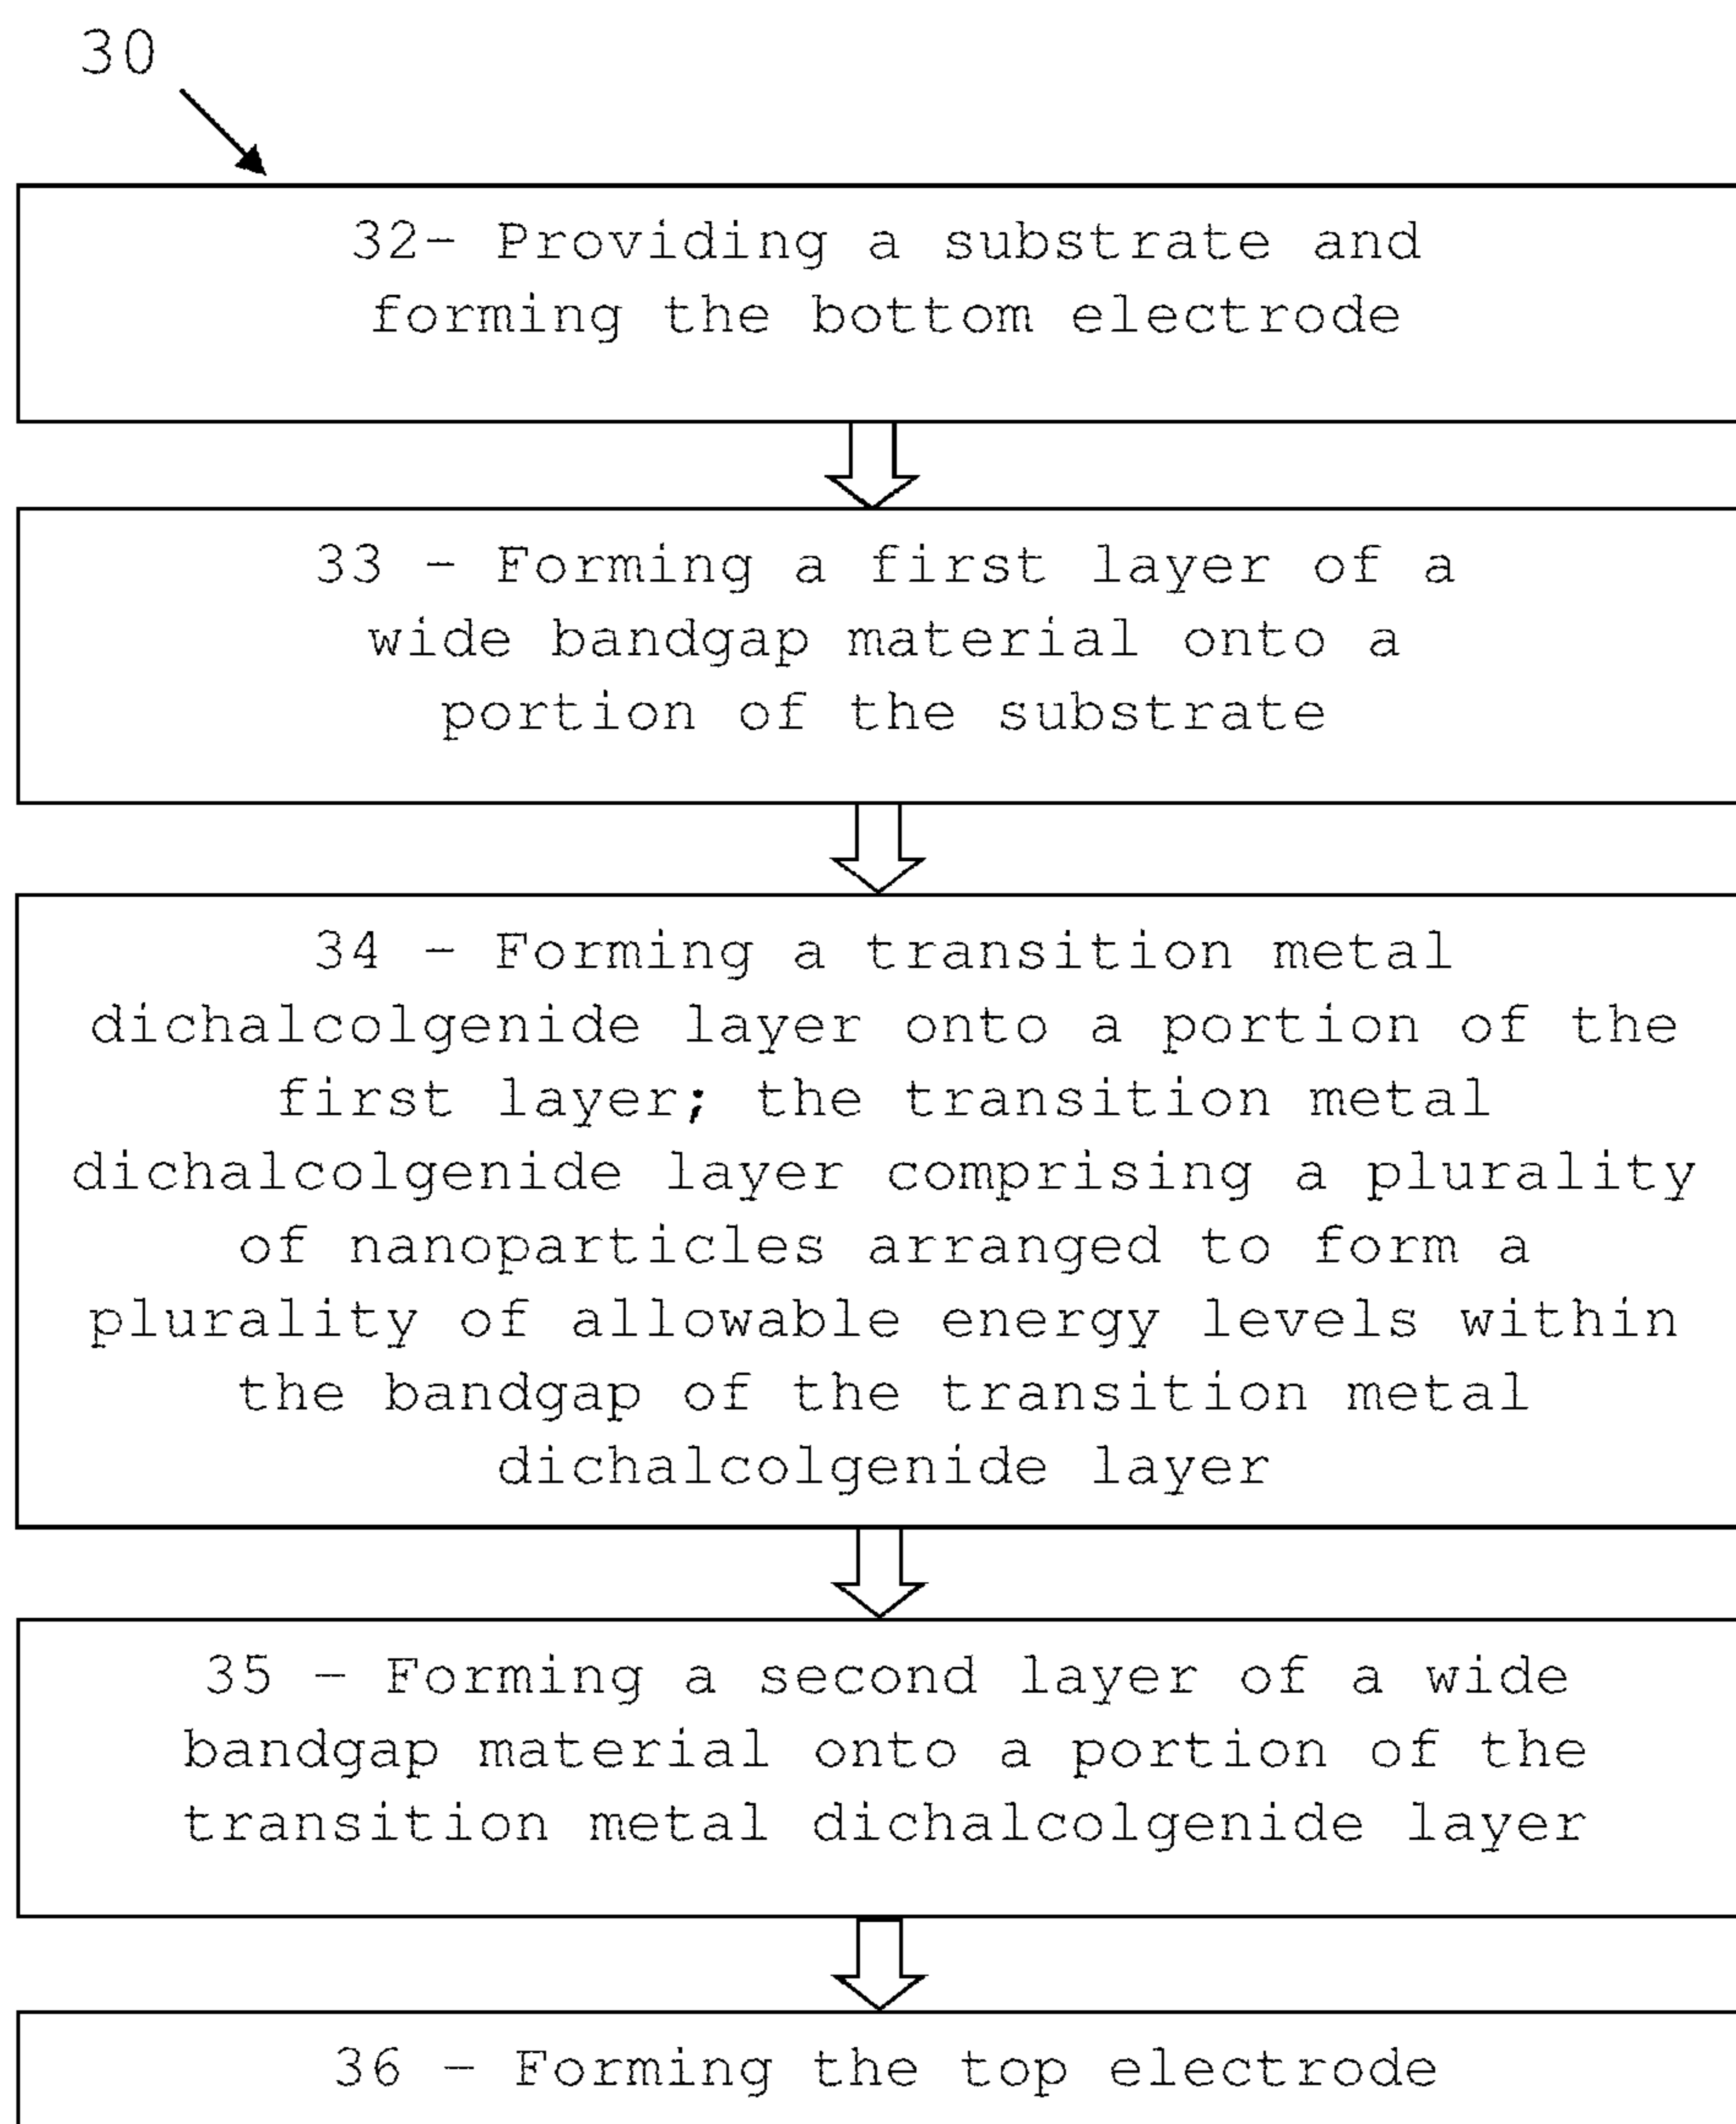 30
32- Providing a substrate and
forming the bottom electrode
33 - Forming a first layer of a
wide bandgap material onto a
portion of the substrate
34 - Forming a transition metal
dichalcolgenide layer onto a portion of the
first layer; the transition metal
dichalcolgenide layer comprising a plurality
of nanoparticles arranged to form a
plurality of allowable energy levels within
the bandgap of the transition metal
dichalcolgenide layer
35 - Forming a second layer of a wide
bandgap material onto a portion of the
transition metal dichalcolgenide layer
36 - Forming the top electrode